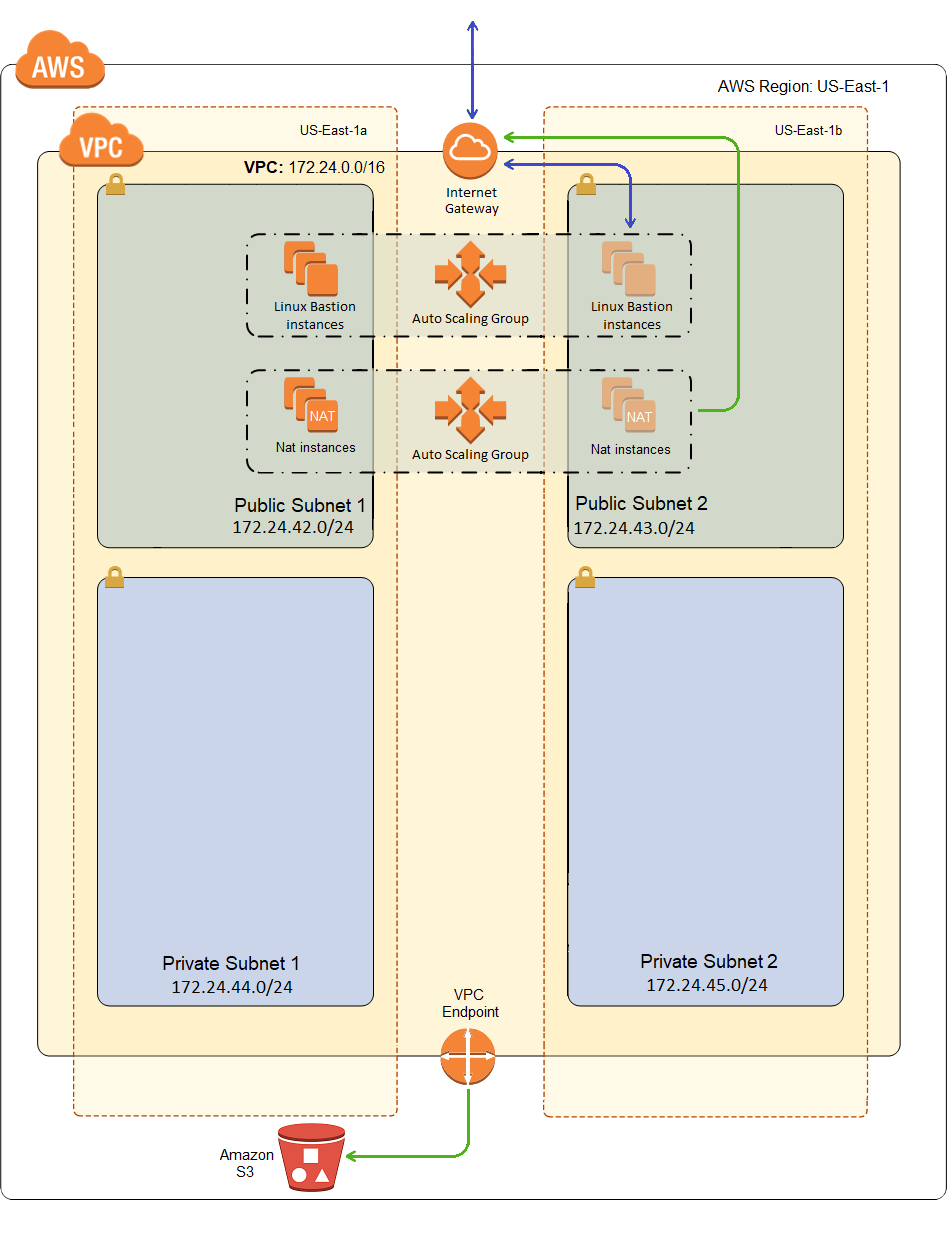 AWS
AWS Region: US-East-1
US-East-1a
US-East-1b
VPC
VPC: 172.24.0.0/16
Internet
Gateway
Linux Bastion
instances
Auto Scaling Group
Linux Bastion
instances
NAT
Nat instances
Auto Scaling Group
NAT
Nat instances
Public Subnet 1
172.24.42.0/24
Public Subnet 2
172.24.43.0/24
Private Subnet 1
172.24.44.0/24
Private Subnet 2
172.24.45.0/24
VPC
Endpoint
Amazon
S3